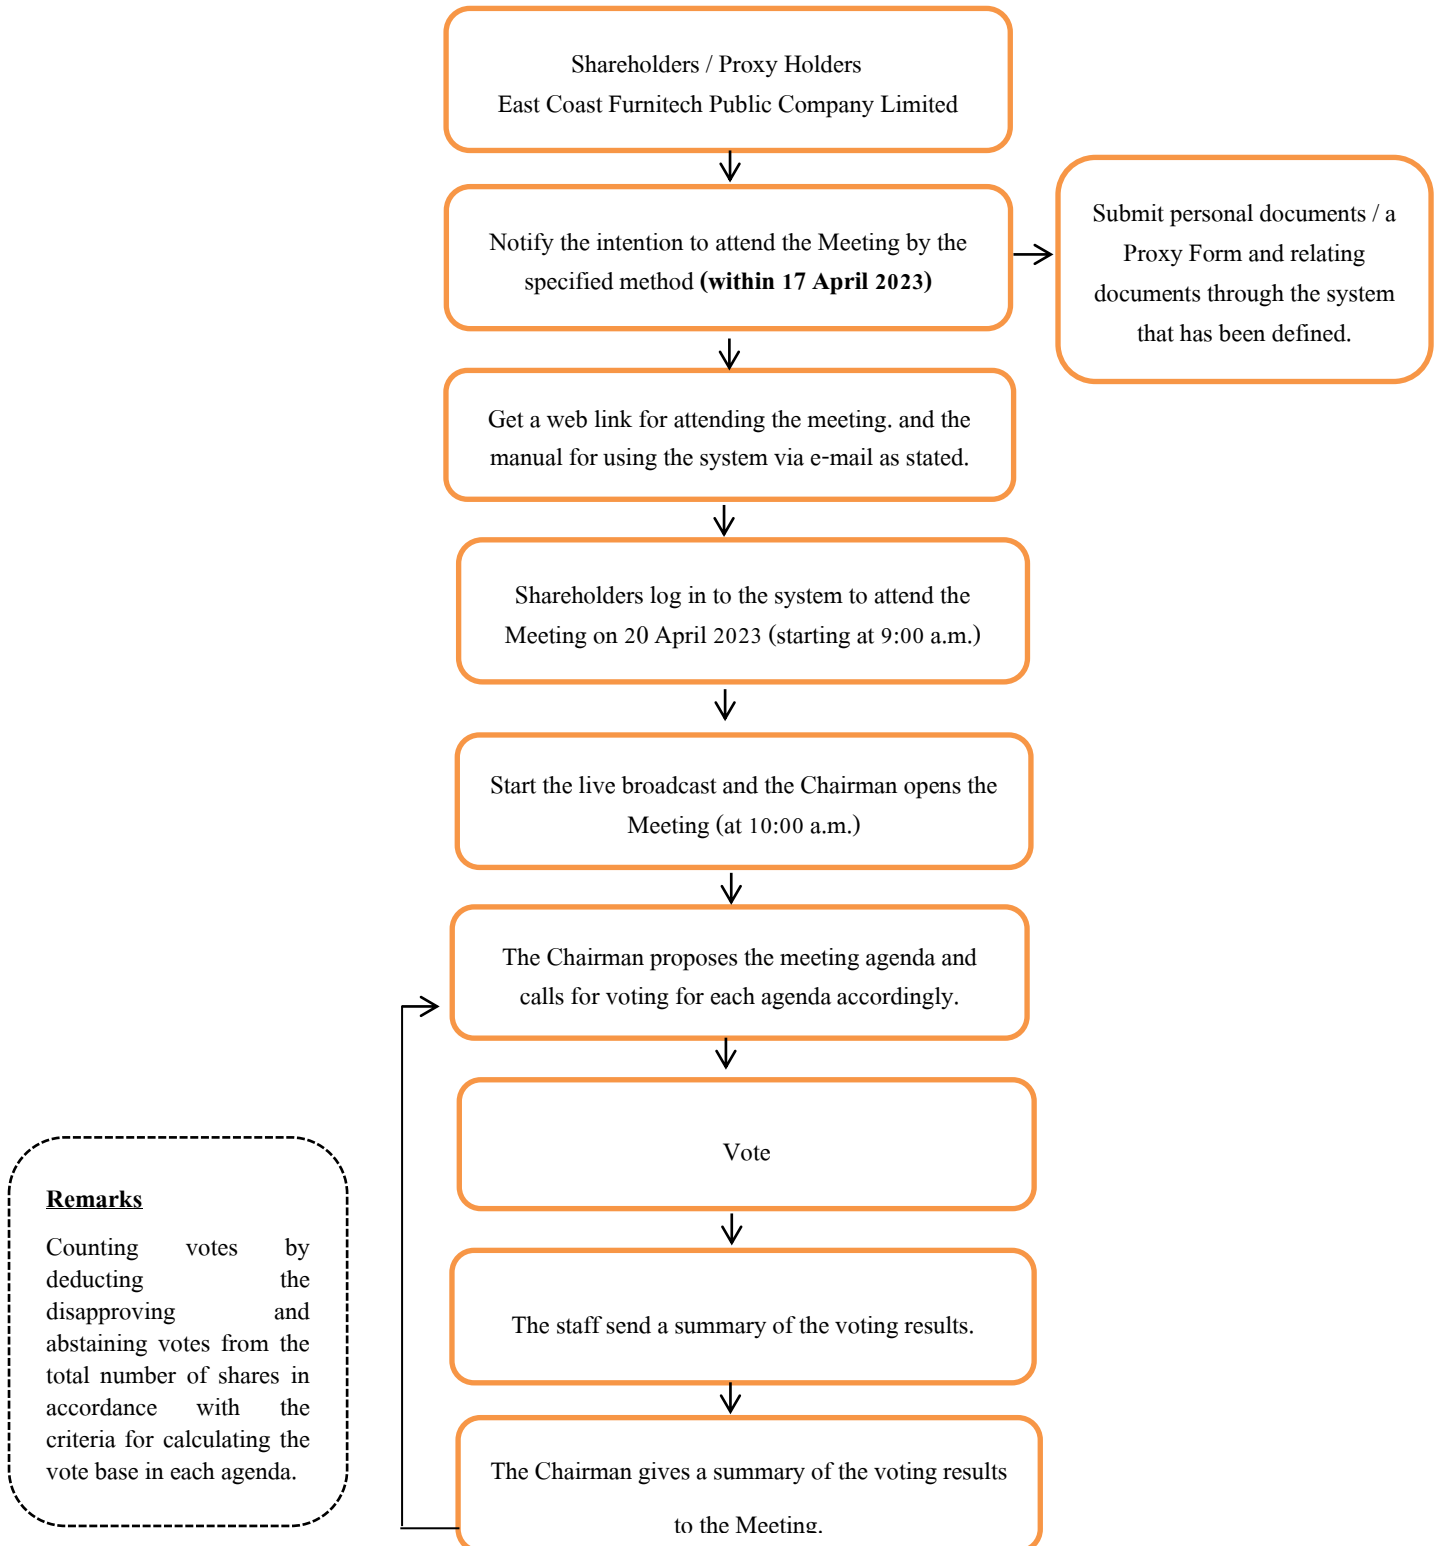 Shareholders / Proxy Holders
East Coast Furnitech Public Company Limited
Notify the intention to attend the Meeting by the
specified method (within 17 April 2023)
Submit personal documents / a
Proxy Form and relating
documents through the system
that has been defined.
Get a web link for attending the meeting. and the
manual for using the system via e-mail as stated.
Shareholders log in to the system to attend the
Meeting on 20 April 2023 (starting at 9:00 a.m.)
Start the live broadcast and the Chairman opens the
Meeting (at 10:00 a.m.)
The Chairman proposes the meeting agenda and
calls for voting for each agenda accordingly.
Vote
Remarks
Counting votes by
deducting the
disapproving and
abstaining votes from the
total number of shares in
accordance with the
criteria for calculating the
vote base in each agenda.
The staff send a summary of the voting results.
The Chairman gives a summary of the voting results
to the Meeting.